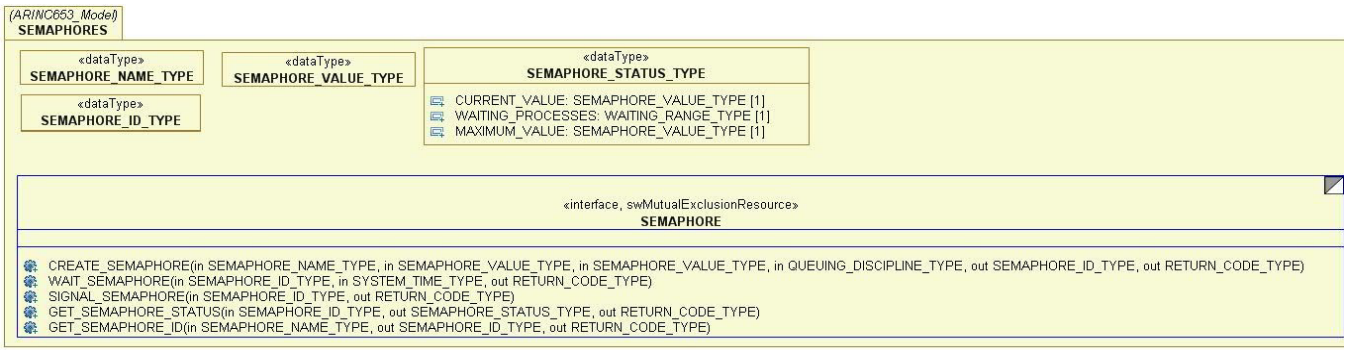 (ARINC653_Model)
SEMAPHORES
«dataType»
SEMAPHORE_NAME_TYPE
«dataType»
SEMAPHORE_VALUE_TYPE
«dataType»
SEMAPHORE_STATUS_TYPE
CURRENT_VALUE: SEMAPHORE_VALUE_TYPE [1]
WAITING_PROCESSES: WAITING_RANGE_TYPE [1]
MAXIMUM_VALUE: SEMAPHORE_VALUE_TYPE [1]
«dataType»
SEMAPHORE_ID_TYPE
«interface, swMutualExclusionResource»
SEMAPHORE
CREATE_SEMAPHORE(in SEMAPHORE_NAME_TYPE, in SEMAPHORE_VALUE_TYPE, in SEMAPHORE_VALUE_TYPE, in QUEUING_DISCIPLINE_TYPE, out SEMAPHORE_ID_TYPE, out RETURN_CODE_TYPE)
WAIT_SEMAPHORE(in SEMAPHORE_ID_TYPE, in SYSTEM_TIME_TYPE, out RETURN_CODE_TYPE)
SIGNAL_SEMAPHORE(in SEMAPHORE_ID_TYPE, out RETURN_CODE_TYPE)
GET_SEMAPHORE_STATUS(in SEMAPHORE_ID_TYPE, out SEMAPHORE_STATUS_TYPE, out RETURN_CODE_TYPE)
GET_SEMAPHORE_ID(in SEMAPHORE_NAME_TYPE, out SEMAPHORE_ID_TYPE, out RETURN_CODE_TYPE)